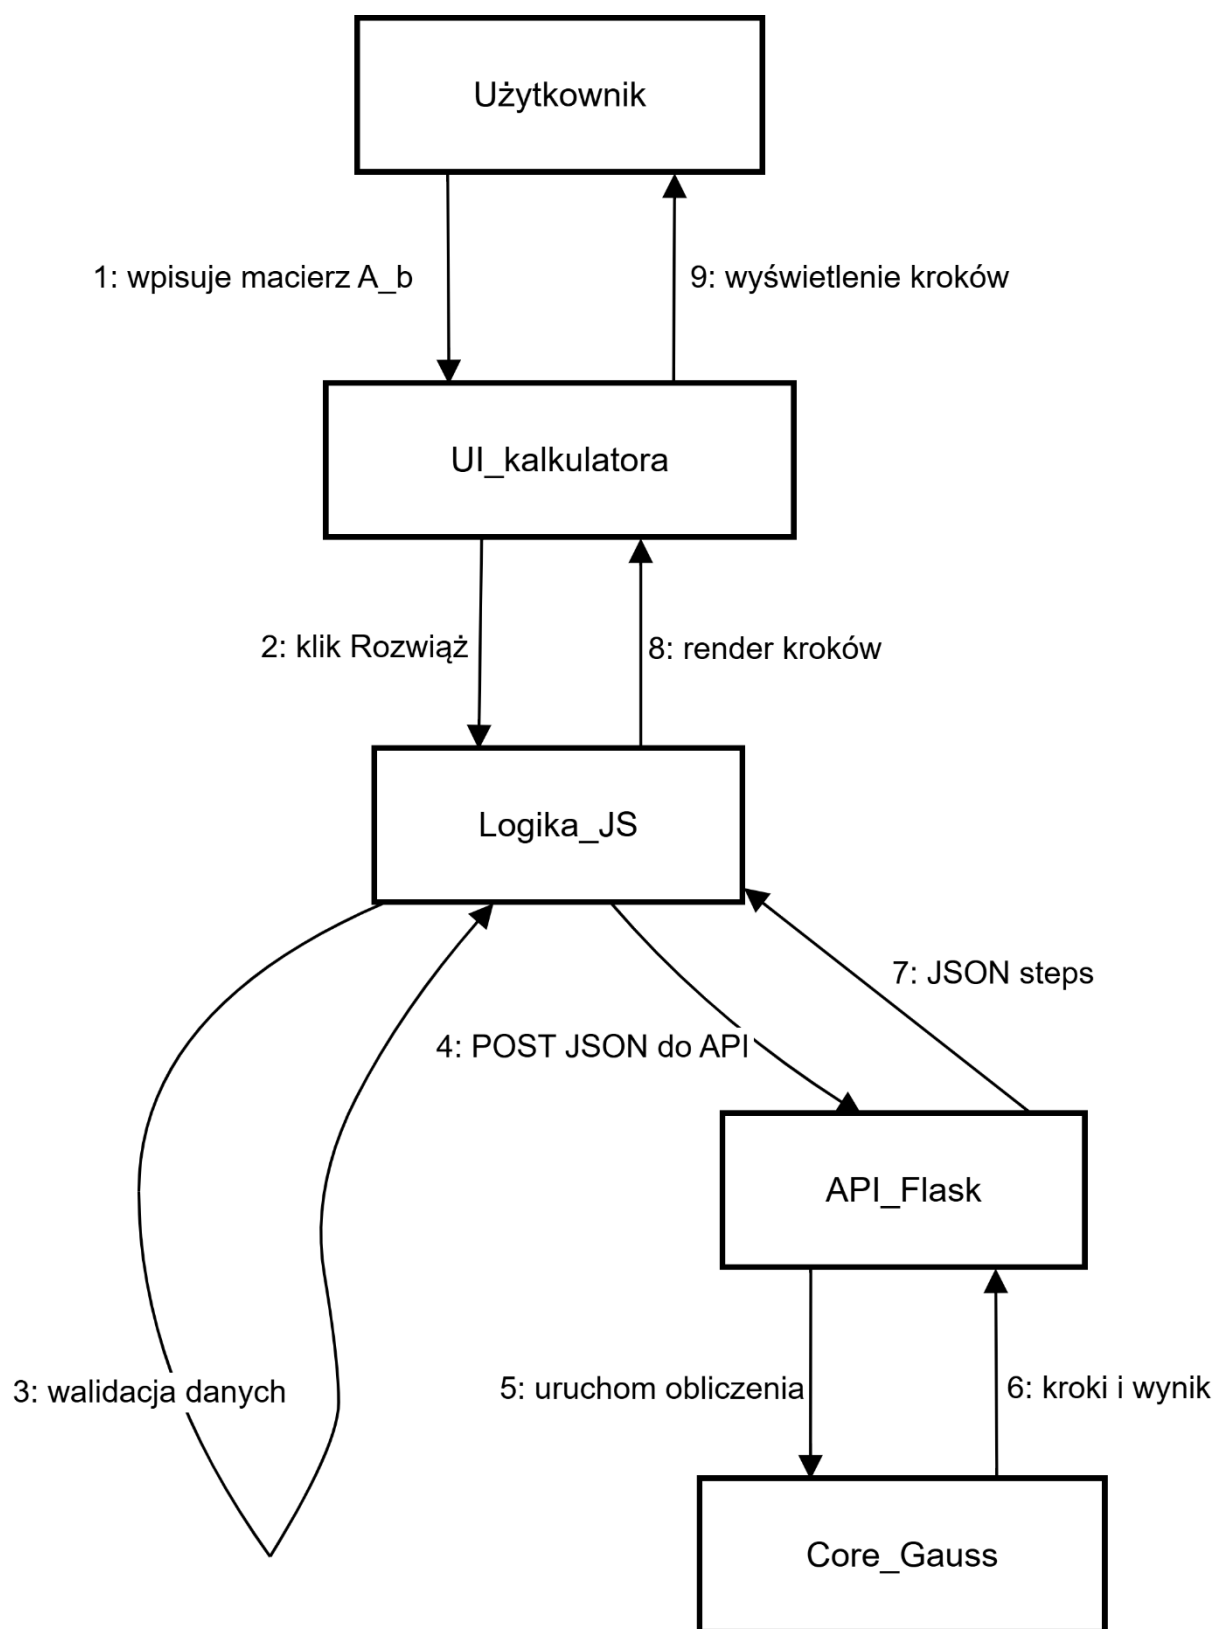 Użytkownik
1: wpisuje macierz A_b
9: wyświetlenie kroków
UI_kalkulatora
2: klik Rozwiąż
8: render kroków
Logika_JS
7: JSON steps
4: POST JSON do API
API_Flask
3: walidacja danych
5: uruchom obliczenia
6: kroki i wynik
Core_Gauss